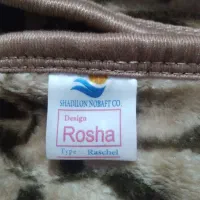 SHADILON NOBAFT CO.
Design
Rosha
Type: Raschel